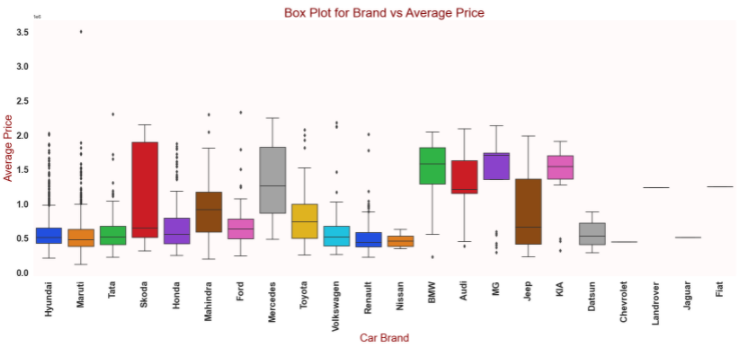 Box Plot for Brand vs Average Price
1e6
3.5
3.0
2.5
2.0
1.5
1.0
0.5
0.0
Average Price
Hyundai
Maruti
Tata
Skoda
Honda
Mahindra
Ford
Mercedes
Toyota
Volkswagen
Renault
Nissan
BMW
Audi
MG
Jeep
KIA
Datsun
Chevrolet
Landrover
Jaguar
Fiat
Car Brand